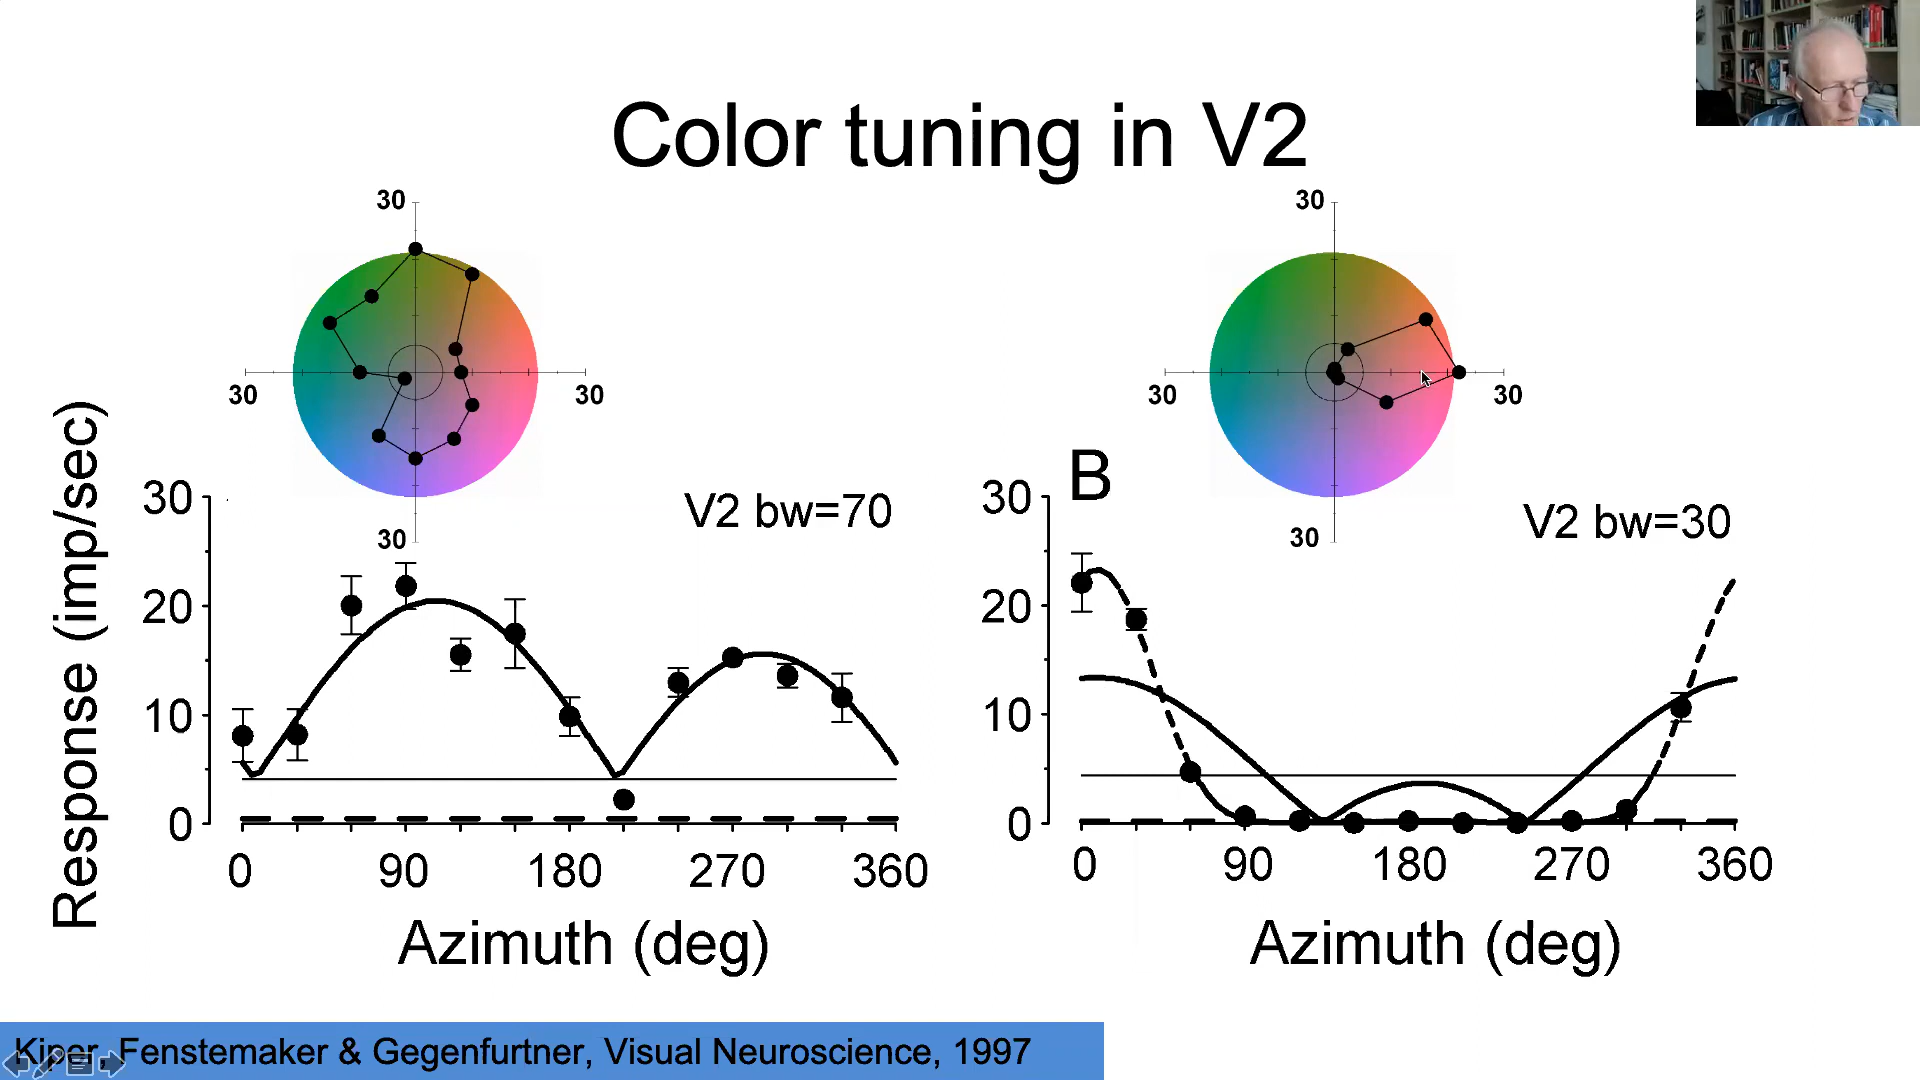 Color tuning in V2
30
30
30
30
30
30
30
30
Response (imp/sec)
30
20
10
0
V2 bw=70
0 90 180 270 360
Azimuth (deg)
B
30
20
10
0
V2 bw=30
0 90 180 270 360
Azimuth (deg)
Kiper, Fenstemaker & Gegenfurtner, Visual Neuroscience, 1997